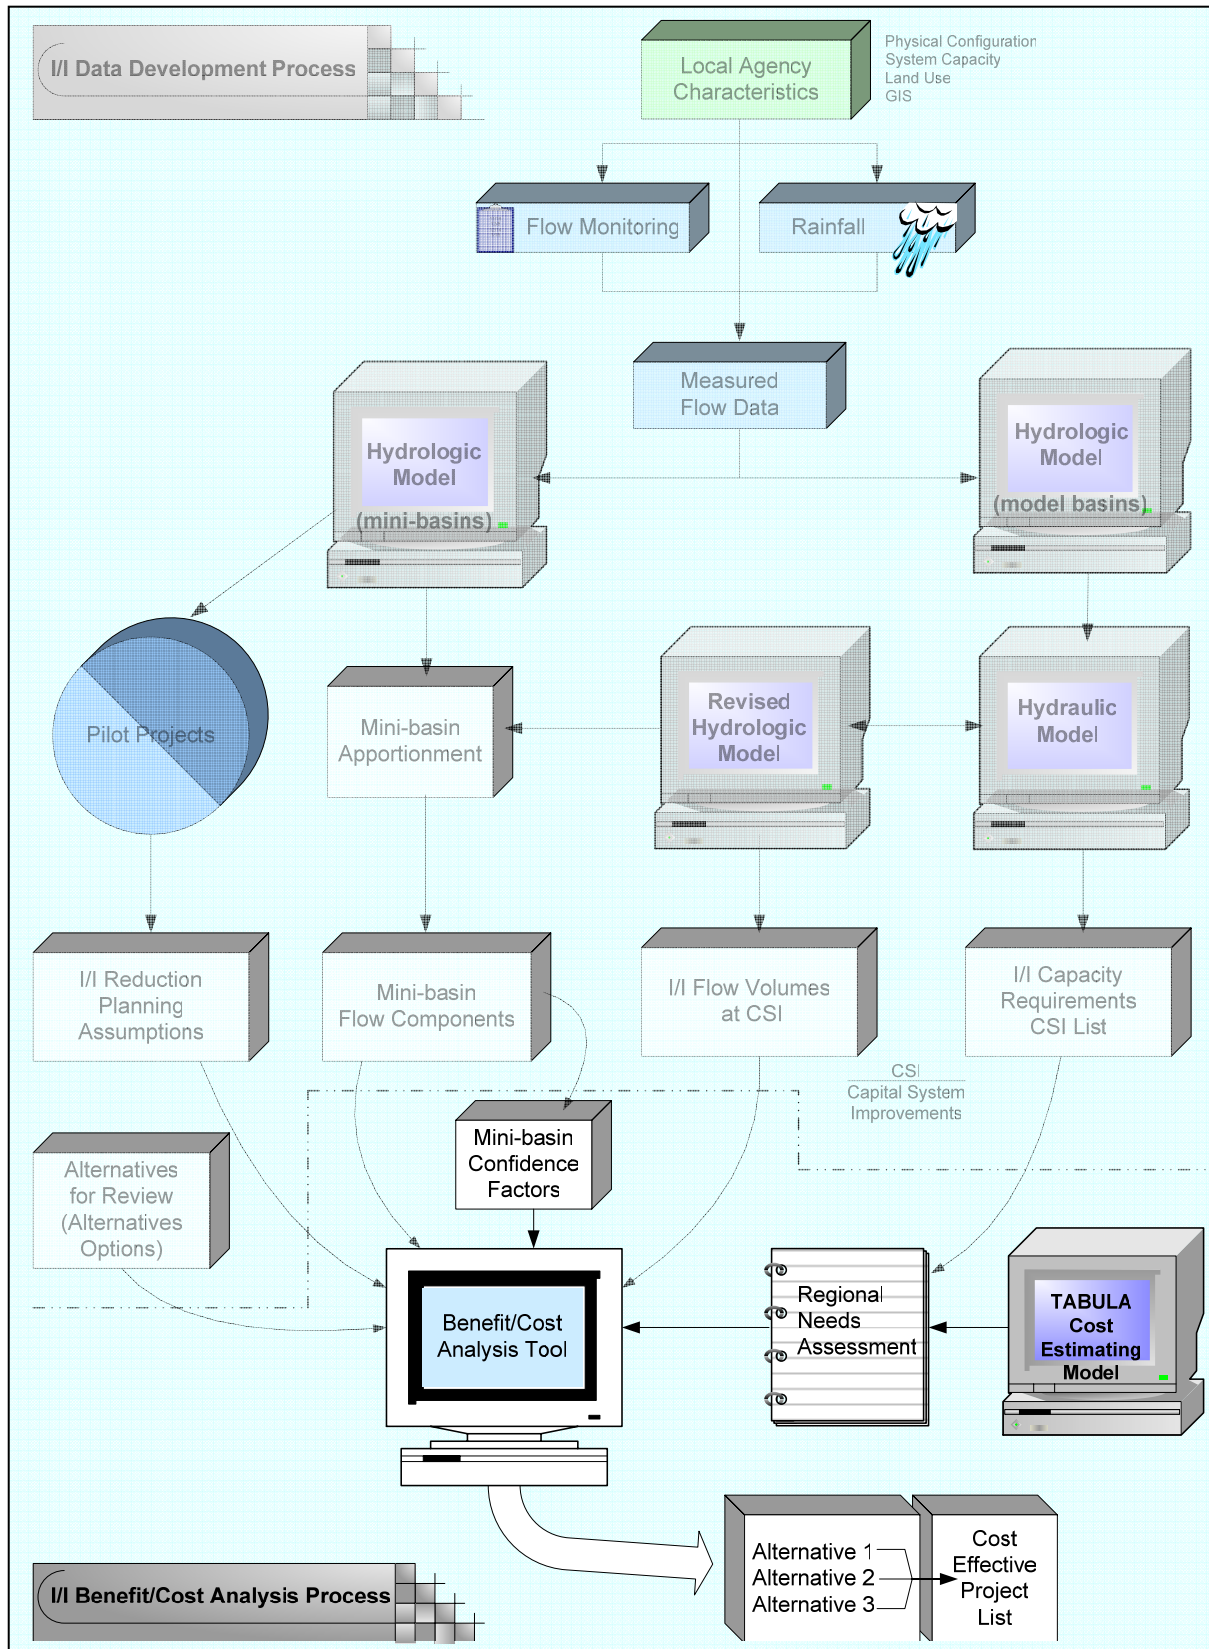 I/I Data Development Process
Local Agency
Characteristics
Physical Configuration
System Capacity
Land Use
GIS
Flow Monitoring
Rainfall
Measured
Flow Data
Hydrologic
Model
(mini-basins)
Hydrologic
Model
(model basins)
Pilot Projects
Mini-basin
Apportionment
Revised
Hydrologic
Model
Hydraulic
Model
I/I Reduction
Planning
Assumptions
Mini-basin
Flow Components
I/I Flow Volumes
at CSI
I/I Capacity
Requirements
CSI List
CSI
Capital System
Improvements
Alternatives
for Review
(Alternatives
Options)
Mini-basin
Confidence
Factors
Benefit/Cost
Analysis Tool
Regional
Needs
Assessment
TABULA
Cost
Estimating
Model
Alternative 1
Alternative 2
Alternative 3
Cost
Effective
Project
List
I/I Benefit/Cost Analysis Process